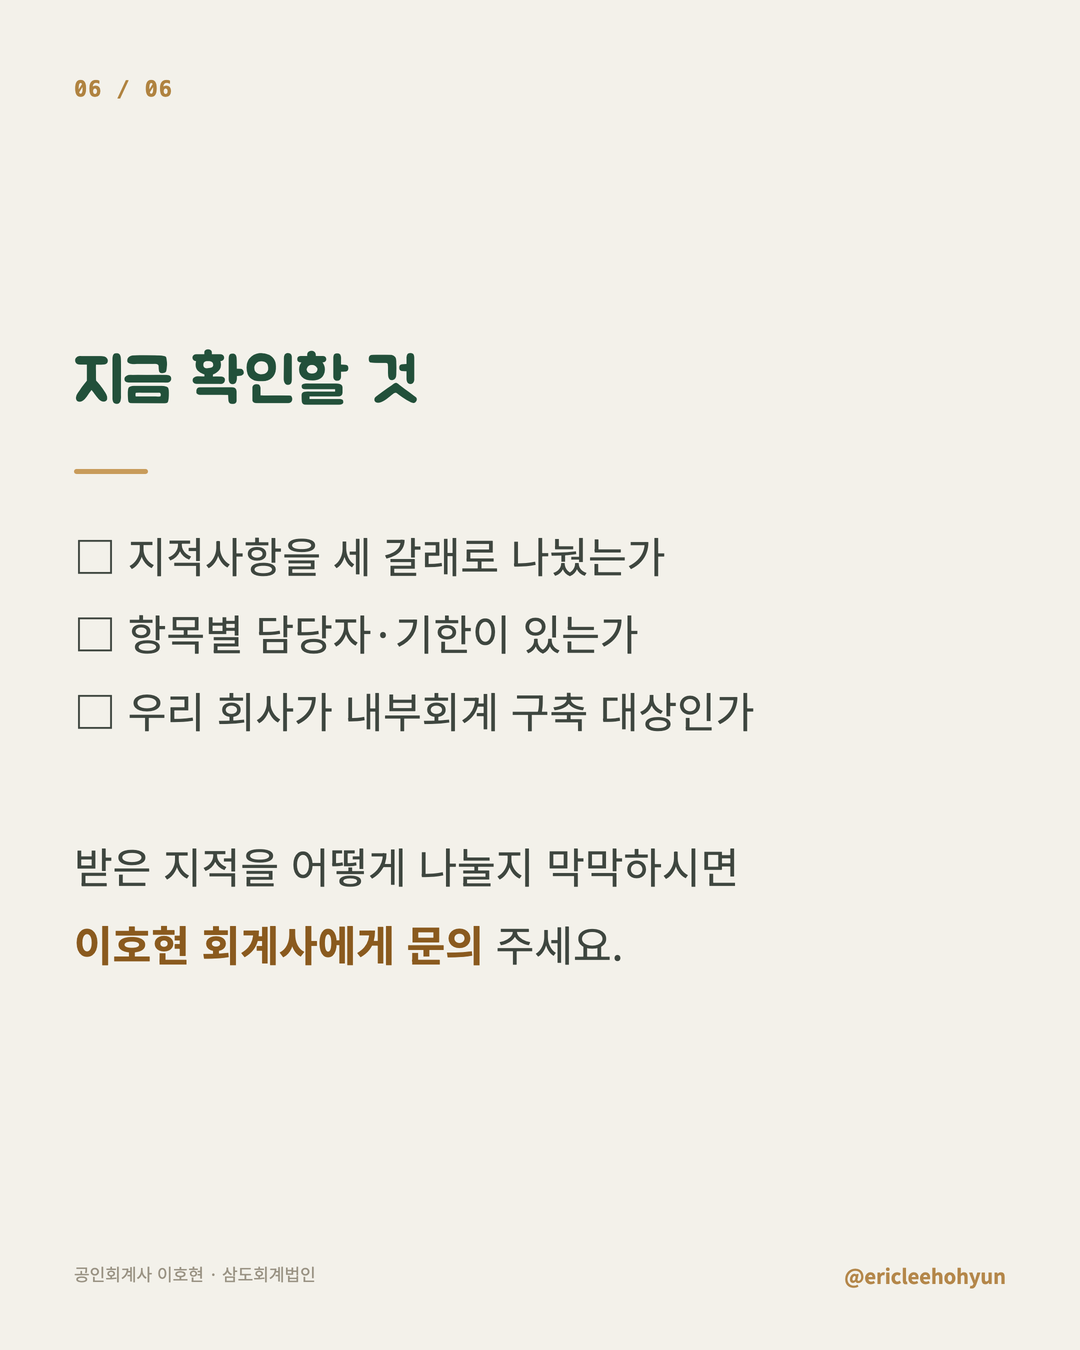 06 / 06
지금 확인할 것
□ 지적사항을 세 갈래로 나눴는가
□ 항목별 담당자·기한이 있는가
□ 우리 회사가 내부회계 구축 대상인가
받은 지적을 어떻게 나눌지 막막하시면
이호현 회계사에게 문의 주세요.
공인회계사 이호현 · 삼도회계법인
@ericleehohyun